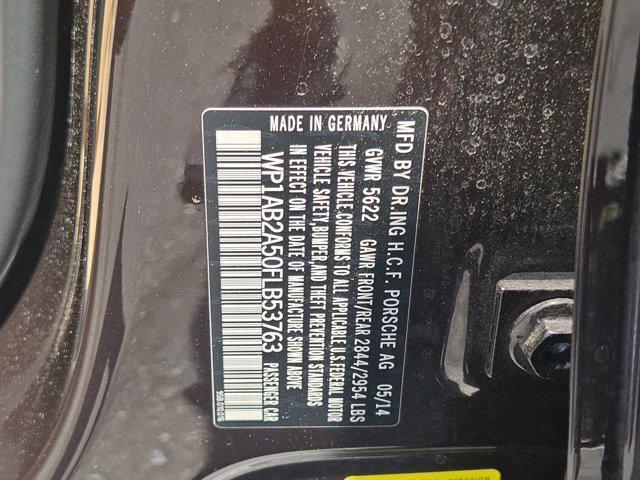 MFD BY DR.ING H.C.F. PORSCHE AG 05/14
GVWR 5622 GAWR FRONT/REAR 2844/2954 LBS
THIS VEHICLE CONFORMS TO ALL APPLICABLE U.S. FEDERAL MOTOR
VEHICLE SAFETY, BUMPER, AND THEFT PREVENTION STANDARDS
IN EFFECT ON THE DATE OF MANUFACTURE SHOWN ABOVE
WP1AB2A50FLB53763 PASSENGER CAR
MADE IN GERMANY